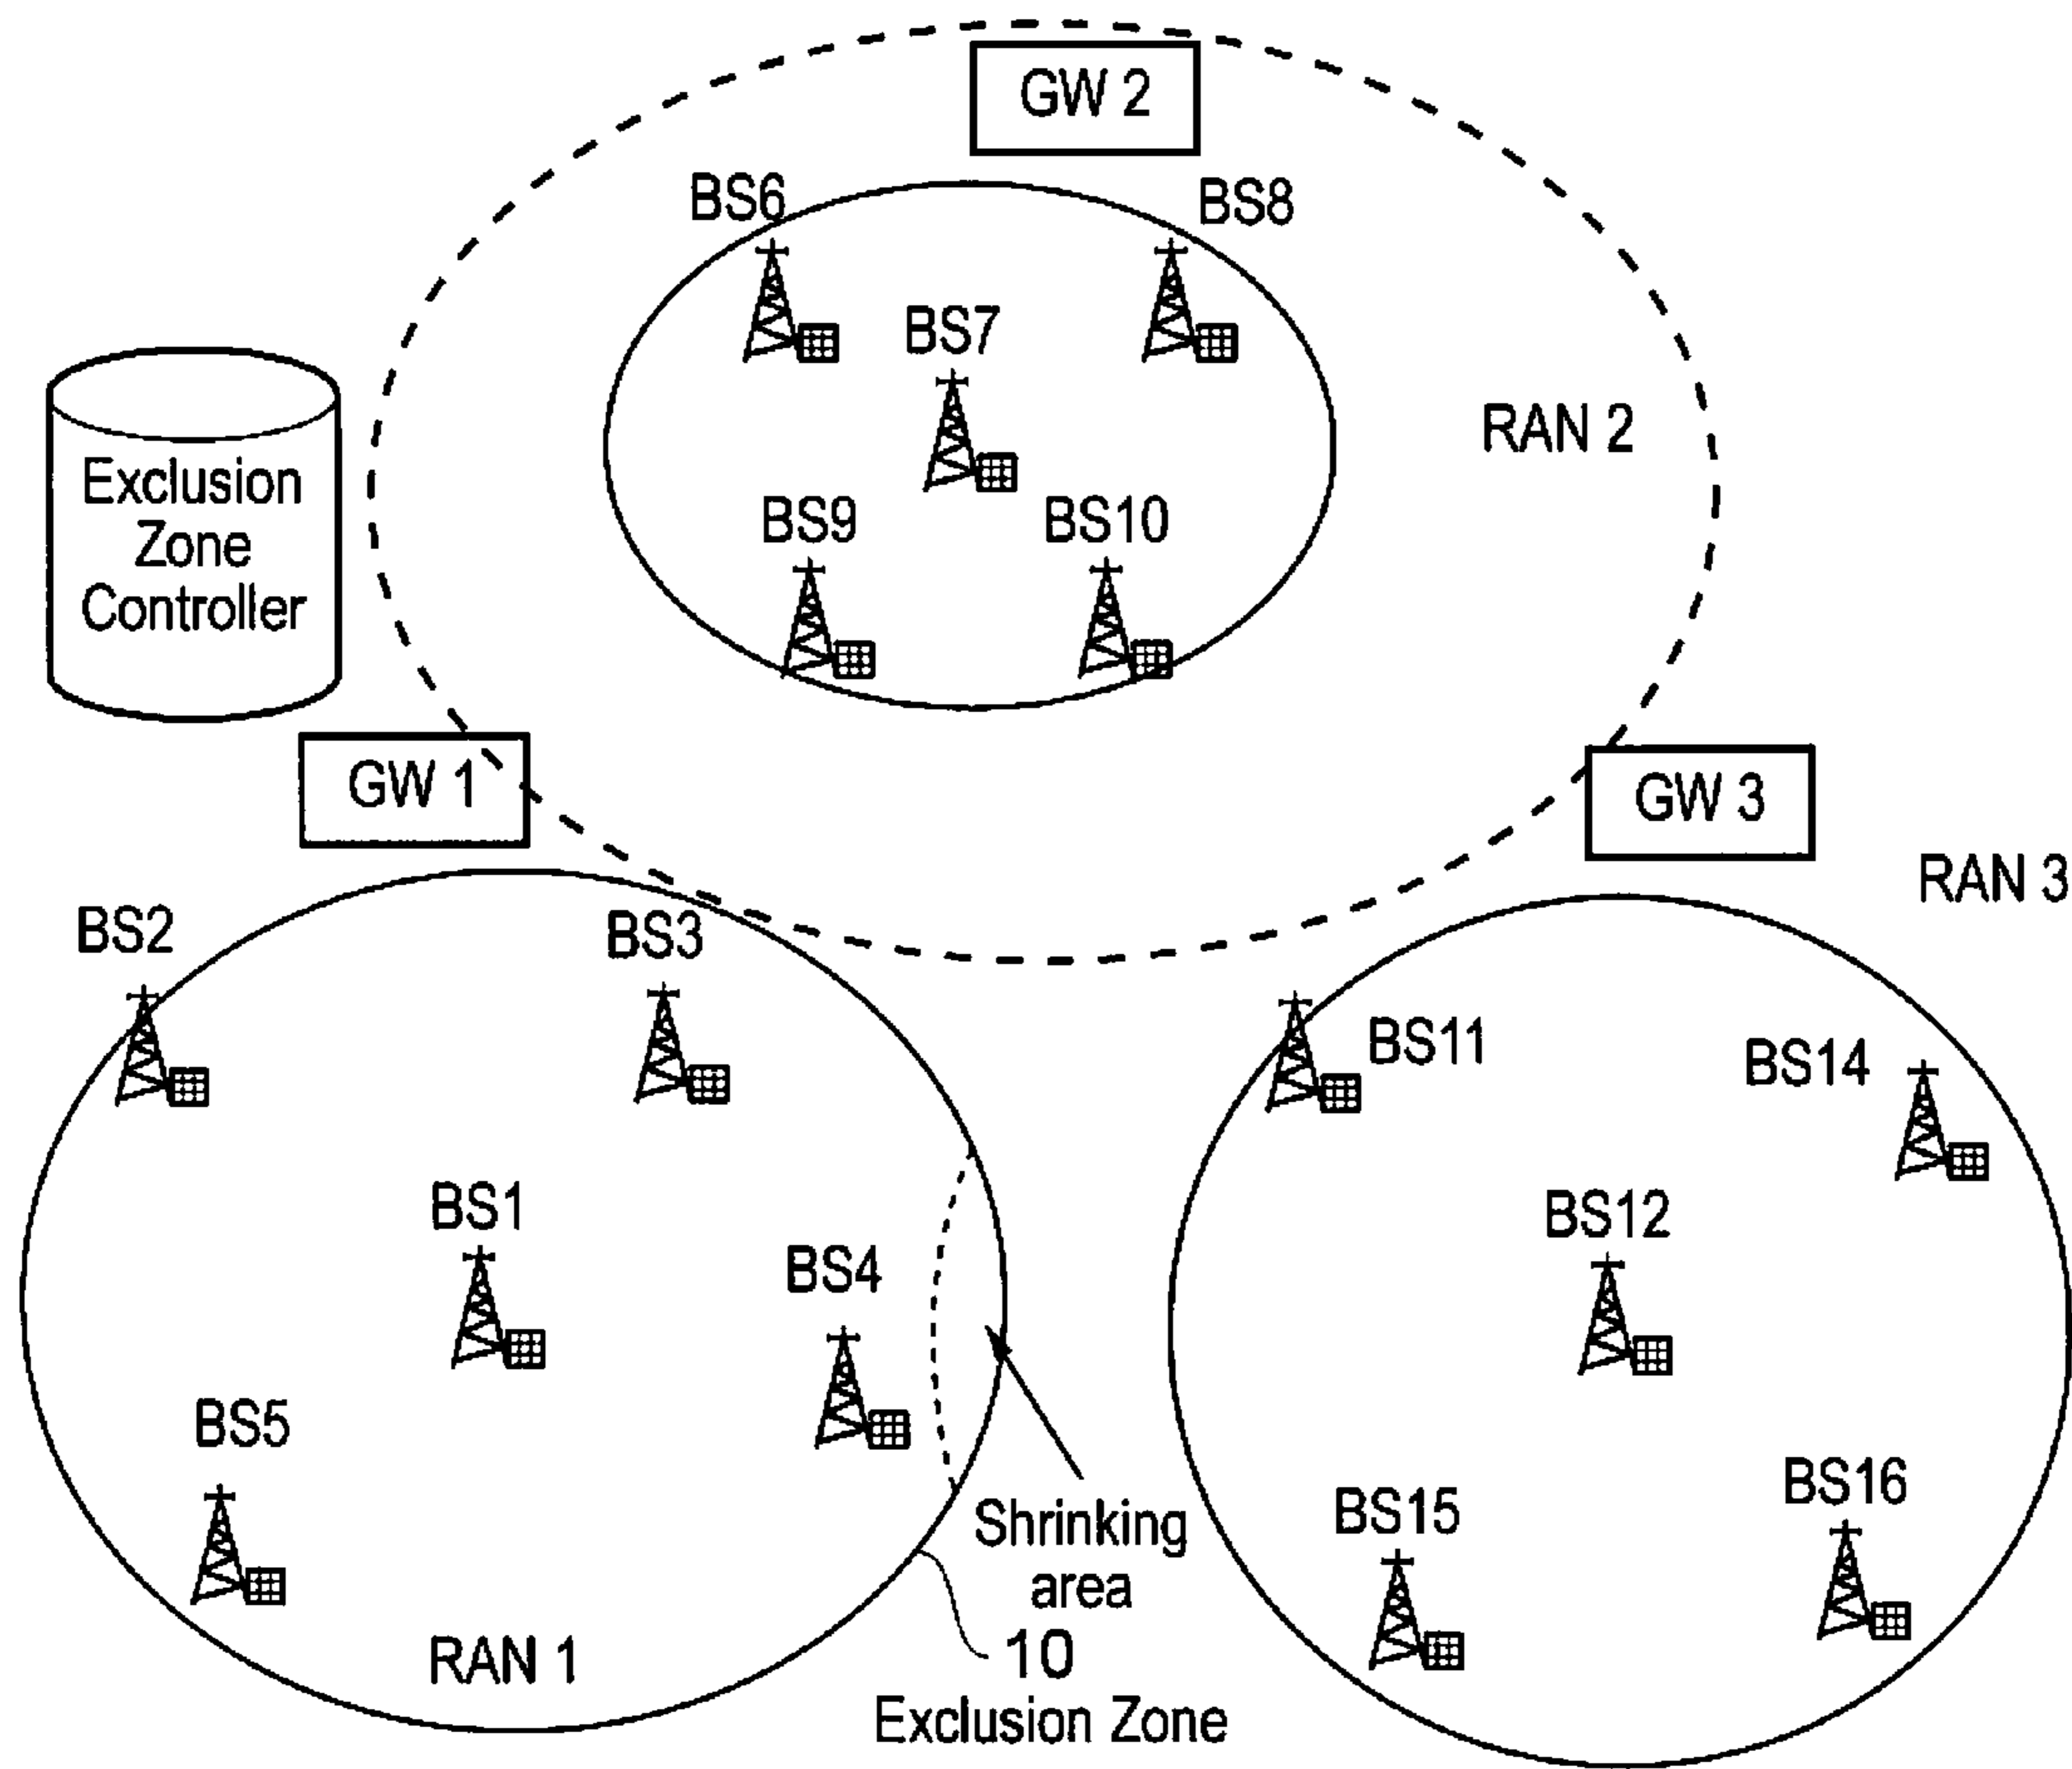 GW 2
BS6
BS8
BS7
RAN 2
Exclusion
Zone
Controller
BS9
BS10
GW 1
GW 3
RAN 3
BS2
BS3
BS11
BS14
BS1
BS12
BS4
BS5
BS16
BS15
Shrinking
area
RAN 1
10
Exclusion Zone